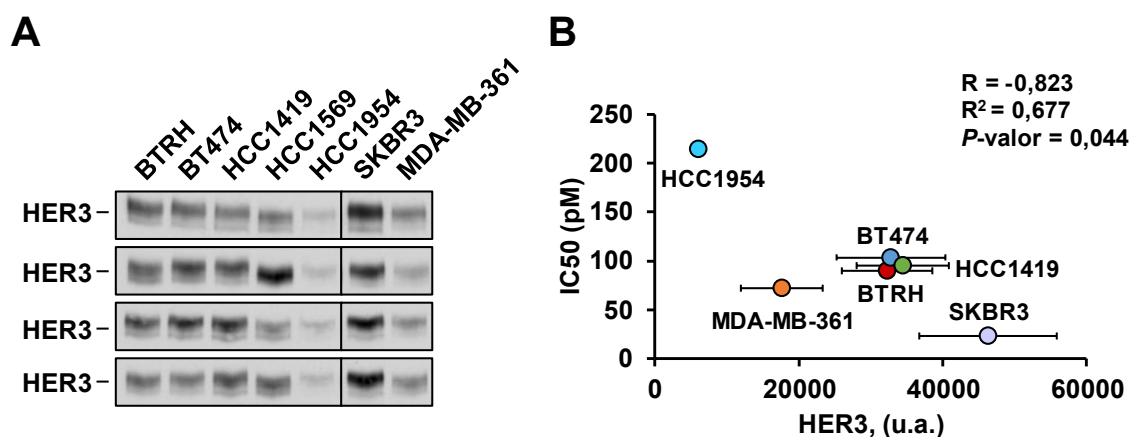 A
BTRH
BT474
HCC1419
HCC1569
HCC1954
SKBR3
MDA-MB-361
HER3
HER3
HER3
HER3
B
R = -0,823
R² = 0,677
P-valor = 0,044
IC50 (pM)
250
200
150
100
50
0
HCC1954
BT474
HCC1419
BTRH
MDA-MB-361
SKBR3
0 20000 40000 60000
HER3, (u.a.)